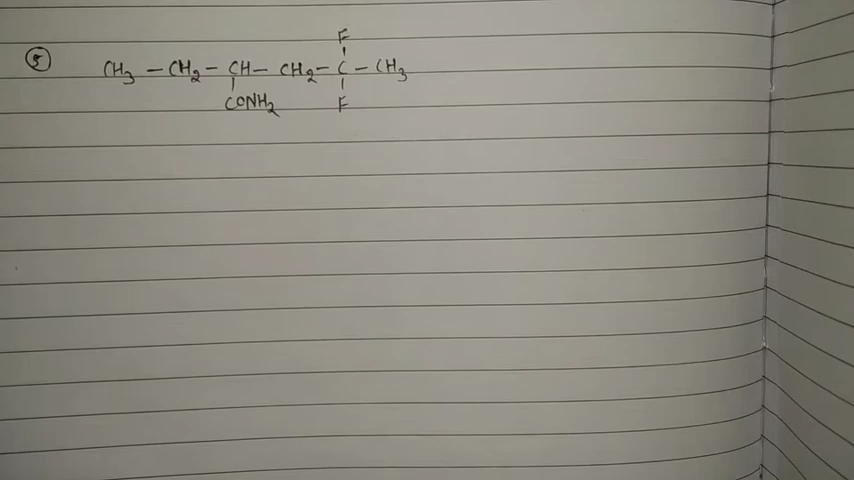 F
⑤ CH₃ – CH₂ – CH – CH₂ – C – CH₃
CONH₂ F